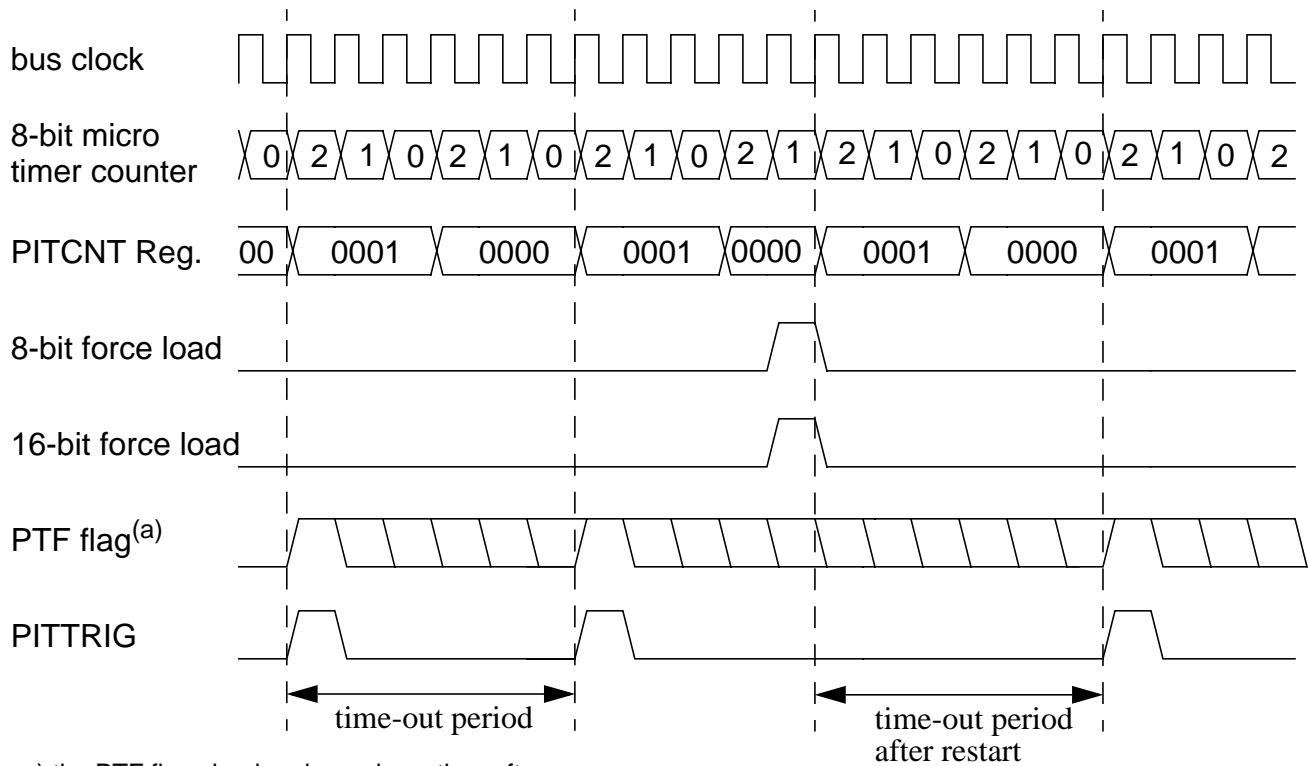 bus clock
8-bit micro
timer counter
0 2 1 0 2 1 0 2 1 0 2 1 2 1 0 2 1 0 2 1 0 2
PITCNT Reg.
00 0001 0000 0001 0000 0001 0000 0001
8-bit force load
16-bit force load
PTF flag(a)
PITTRIG
time-out period
time-out period
after restart